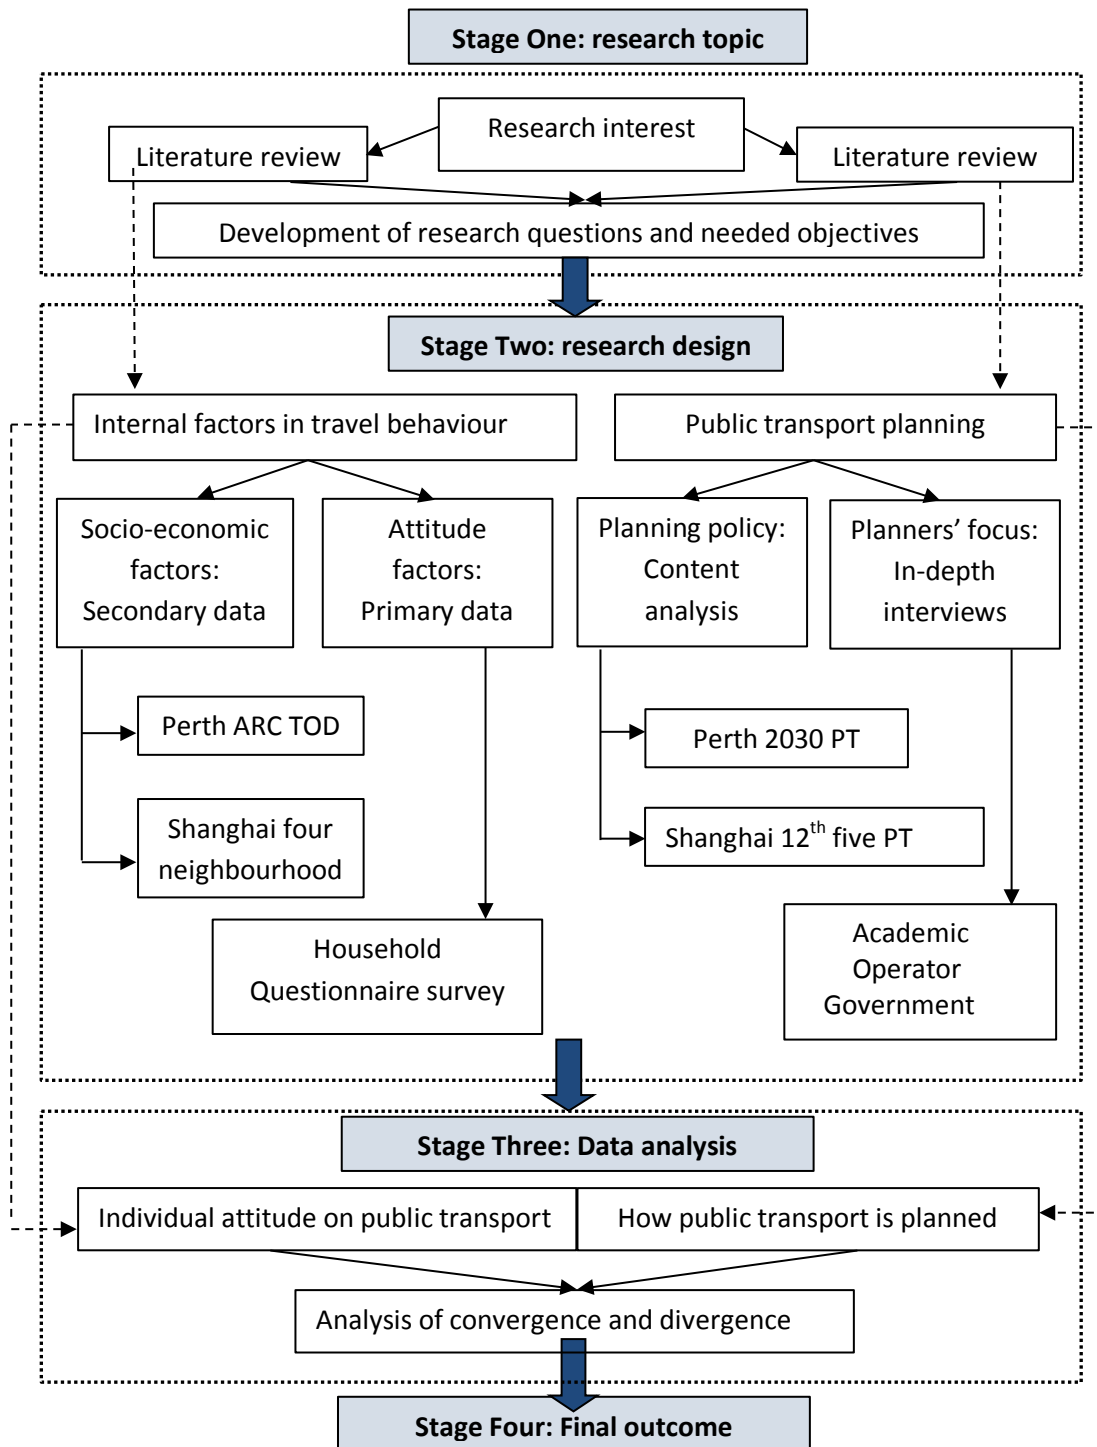 Stage One: research topic
Research interest
Literature review
Literature review
Development of research questions and needed objectives
Stage Two: research design
Internal factors in travel behaviour
Public transport planning
Socio-economic
factors:
Secondary data
Attitude
factors:
Primary data
Planning policy:
Content
analysis
Planners’ focus:
In-depth
interviews
Perth ARC TOD
Perth 2030 PT
Shanghai four
neighbourhood
Shanghai 12th five PT
Household
Questionnaire survey
Academic
Operator
Government
Stage Three: Data analysis
Individual attitude on public transport
How public transport is planned
Analysis of convergence and divergence
Stage Four: Final outcome